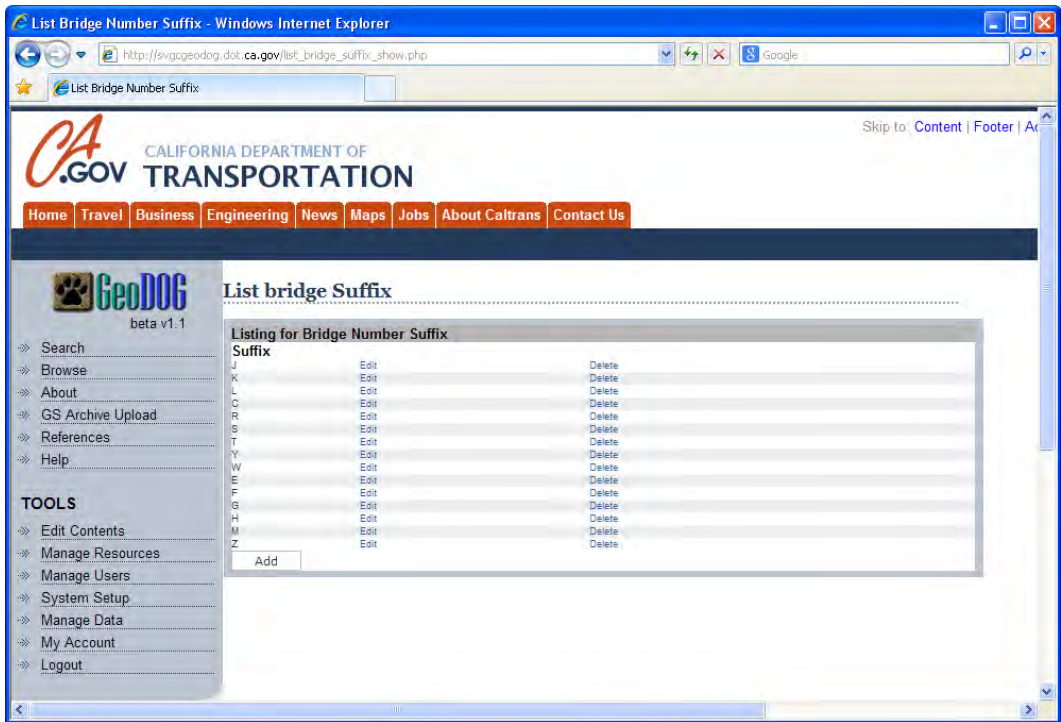 List Bridge Number Suffix - Windows Internet Explorer
http://svgcgeodog.dot.ca.gov/list_bridge_suffix_show.php
Google
List Bridge Number Suffix
Skip to: Content | Footer | Ac
CA.GOV
CALIFORNIA DEPARTMENT OF
TRANSPORTATION
Home Travel Business Engineering News Maps Jobs About Caltrans Contact Us
GeoDOG
beta v1.1
Search
Browse
About
GS Archive Upload
References
Help
TOOLS
Edit Contents
Manage Resources
Manage Users
System Setup
Manage Data
My Account
Logout
List bridge Suffix
Listing for Bridge Number Suffix
Suffix
J Edit Delete
K Edit Delete
L Edit Delete
C Edit Delete
R Edit Delete
S Edit Delete
T Edit Delete
Y Edit Delete
W Edit Delete
E Edit Delete
F Edit Delete
G Edit Delete
H Edit Delete
M Edit Delete
Z Edit Delete
Add